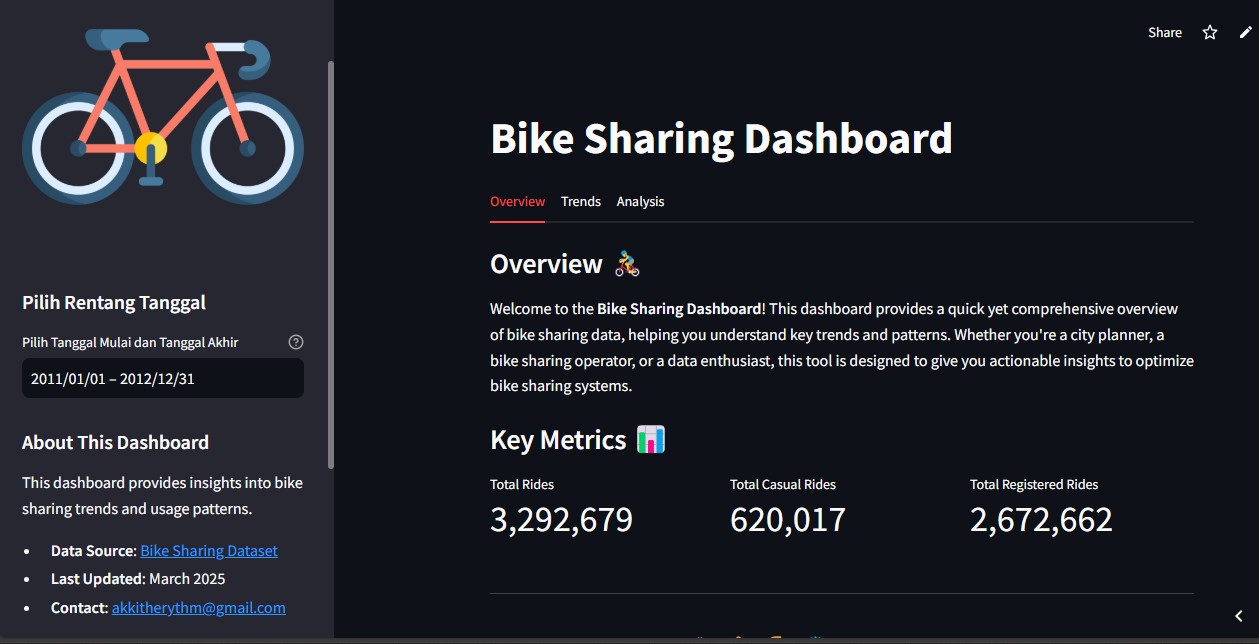 Share
Bike Sharing Dashboard
Overview Trends Analysis
Overview
Welcome to the Bike Sharing Dashboard! This dashboard provides a quick yet comprehensive overview
of bike sharing data, helping you understand key trends and patterns. Whether you're a city planner, a
bike sharing operator, or a data enthusiast, this tool is designed to give you actionable insights to optimize
bike sharing systems.
Key Metrics
Total Rides Total Casual Rides Total Registered Rides
3,292,679 620,017 2,672,662
Pilih Rentang Tanggal
Pilih Tanggal Mulai dan Tanggal Akhir
2011/01/01 – 2012/12/31
About This Dashboard
This dashboard provides insights into bike
sharing trends and usage patterns.
• Data Source: Bike Sharing Dataset
• Last Updated: March 2025
• Contact: akkitherythm@gmail.com